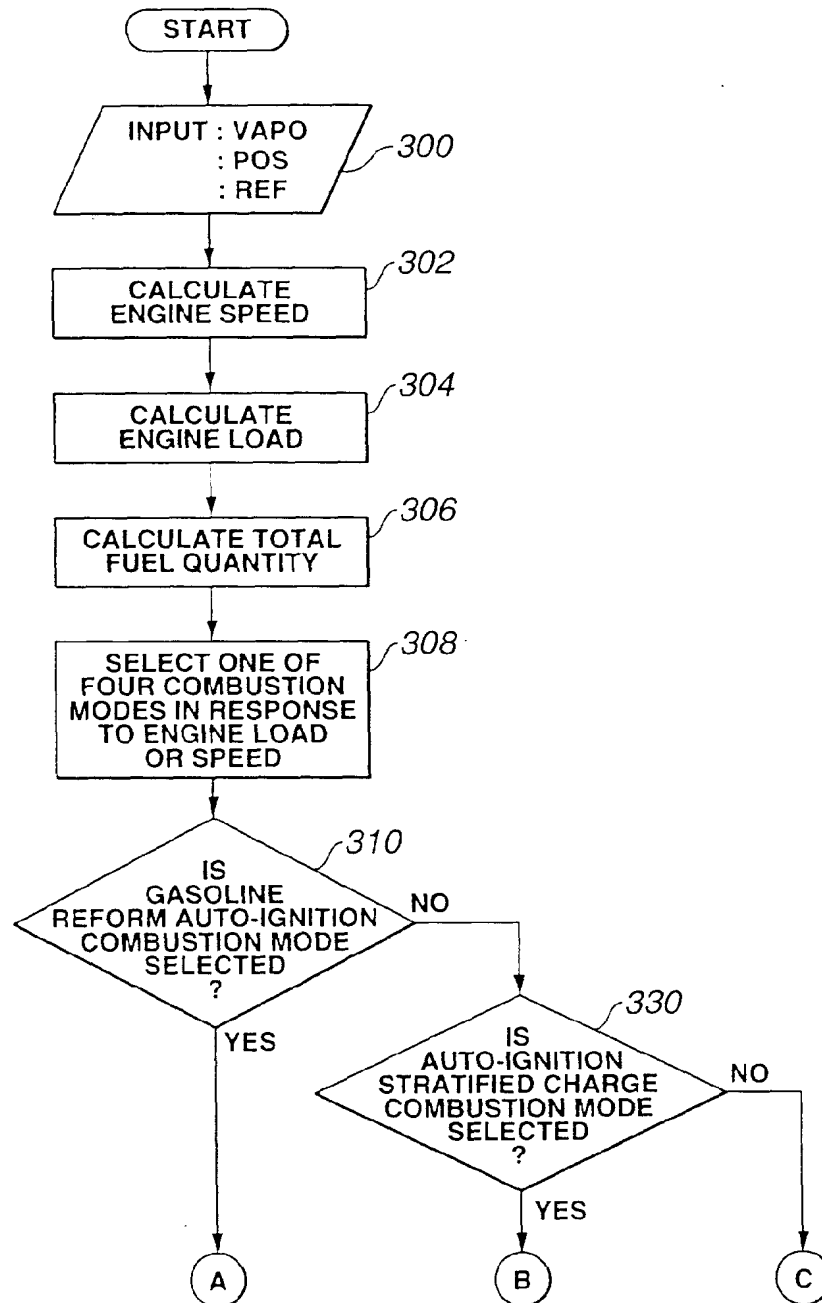 START
INPUT : VAPO
: POS
: REF
300
CALCULATE
ENGINE SPEED
302
CALCULATE
ENGINE LOAD
304
CALCULATE TOTAL
FUEL QUANTITY
306
SELECT ONE OF
FOUR COMBUSTION
MODES IN RESPONSE
TO ENGINE LOAD
OR SPEED
308
IS
GASOLINE
REFORM AUTO-IGNITION
COMBUSTION MODE
SELECTED
?
310
NO
YES
IS
AUTO-IGNITION
STRATIFIED CHARGE
COMBUSTION MODE
SELECTED
?
330
NO
YES
A
B
C